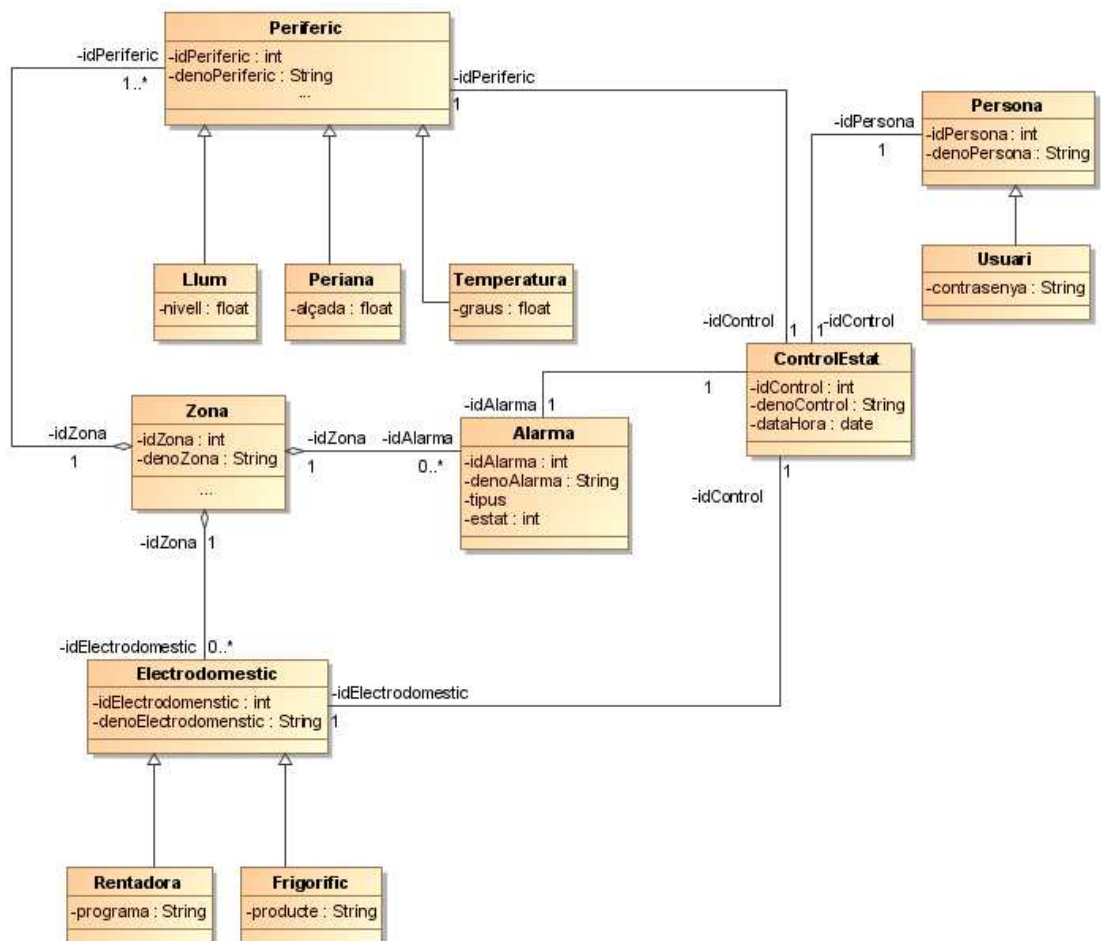 Periferic
-idPeriferic : int
-denoPeriferic : String
...
-idPeriferic
1..*
-idPeriferic
1
Persona
-idPersona : int
-denoPersona : String
-idPersona
1
Usuari
-contrasenya : String
Llum
-nivell : float
Periana
-alçada : float
Temperatura
-graus : float
-idControl
1
1
-idControl
ControlEstat
-idControl : int
-denoControl : String
-dataHora : date
1
-idAlarma
1
Zona
-idZona : int
-denoZona : String
...
-idZona
1
-idZona
1
-idAlarma
0..*
Alarma
-idAlarma : int
-denoAlarma : String
-tipus
-estat : int
1
-idControl
-idZona
1
-idElectrodomestic
0..*
Electrodomestic
-idElectrodomenstic : int
-denoElectrodomenstic : String
-idElectrodomestic
1
Rentadora
-programa : String
Frigorific
-producte : String